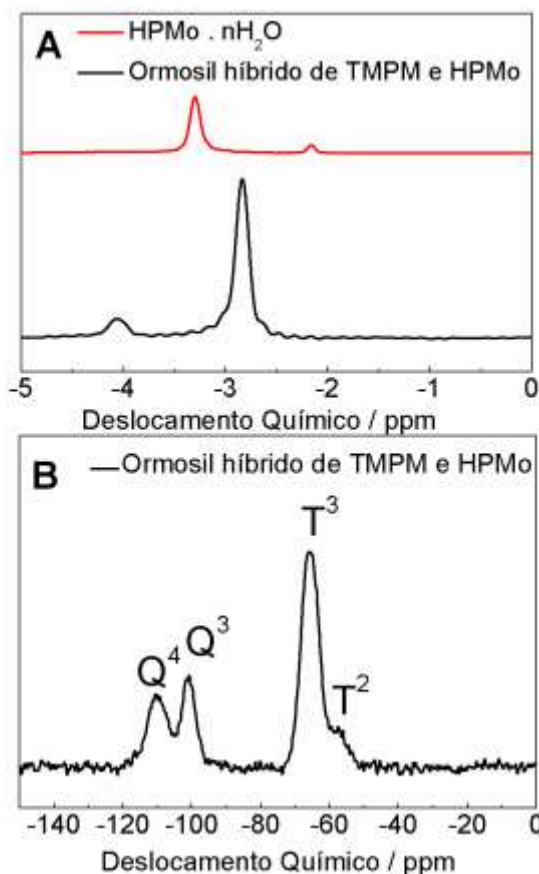 A
HPMo . nH₂O
Ormosil híbrido de TMPM e HPMo
-5 -4 -3 -2 -1 0
Deslocamento Químico / ppm
B
Ormosil híbrido de TMPM e HPMo
T³
Q⁴ Q³
T²
-140 -120 -100 -80 -60 -40 -20 0
Deslocamento Químico / ppm